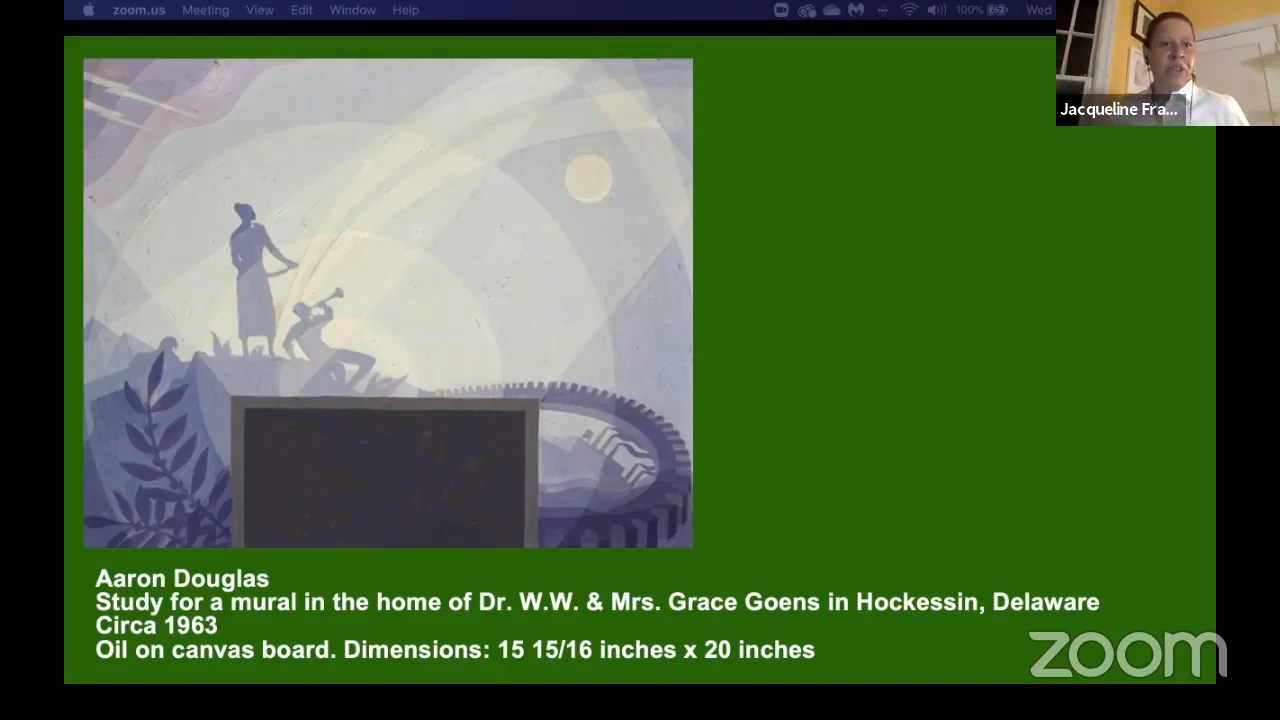 zoom.us Meeting View Edit Window Help 100% Wed
Jacqueline Fra...
Aaron Douglas
Study for a mural in the home of Dr. W.W. & Mrs. Grace Goens in Hockessin, Delaware
Circa 1963
Oil on canvas board. Dimensions: 15 15/16 inches x 20 inches
zoom